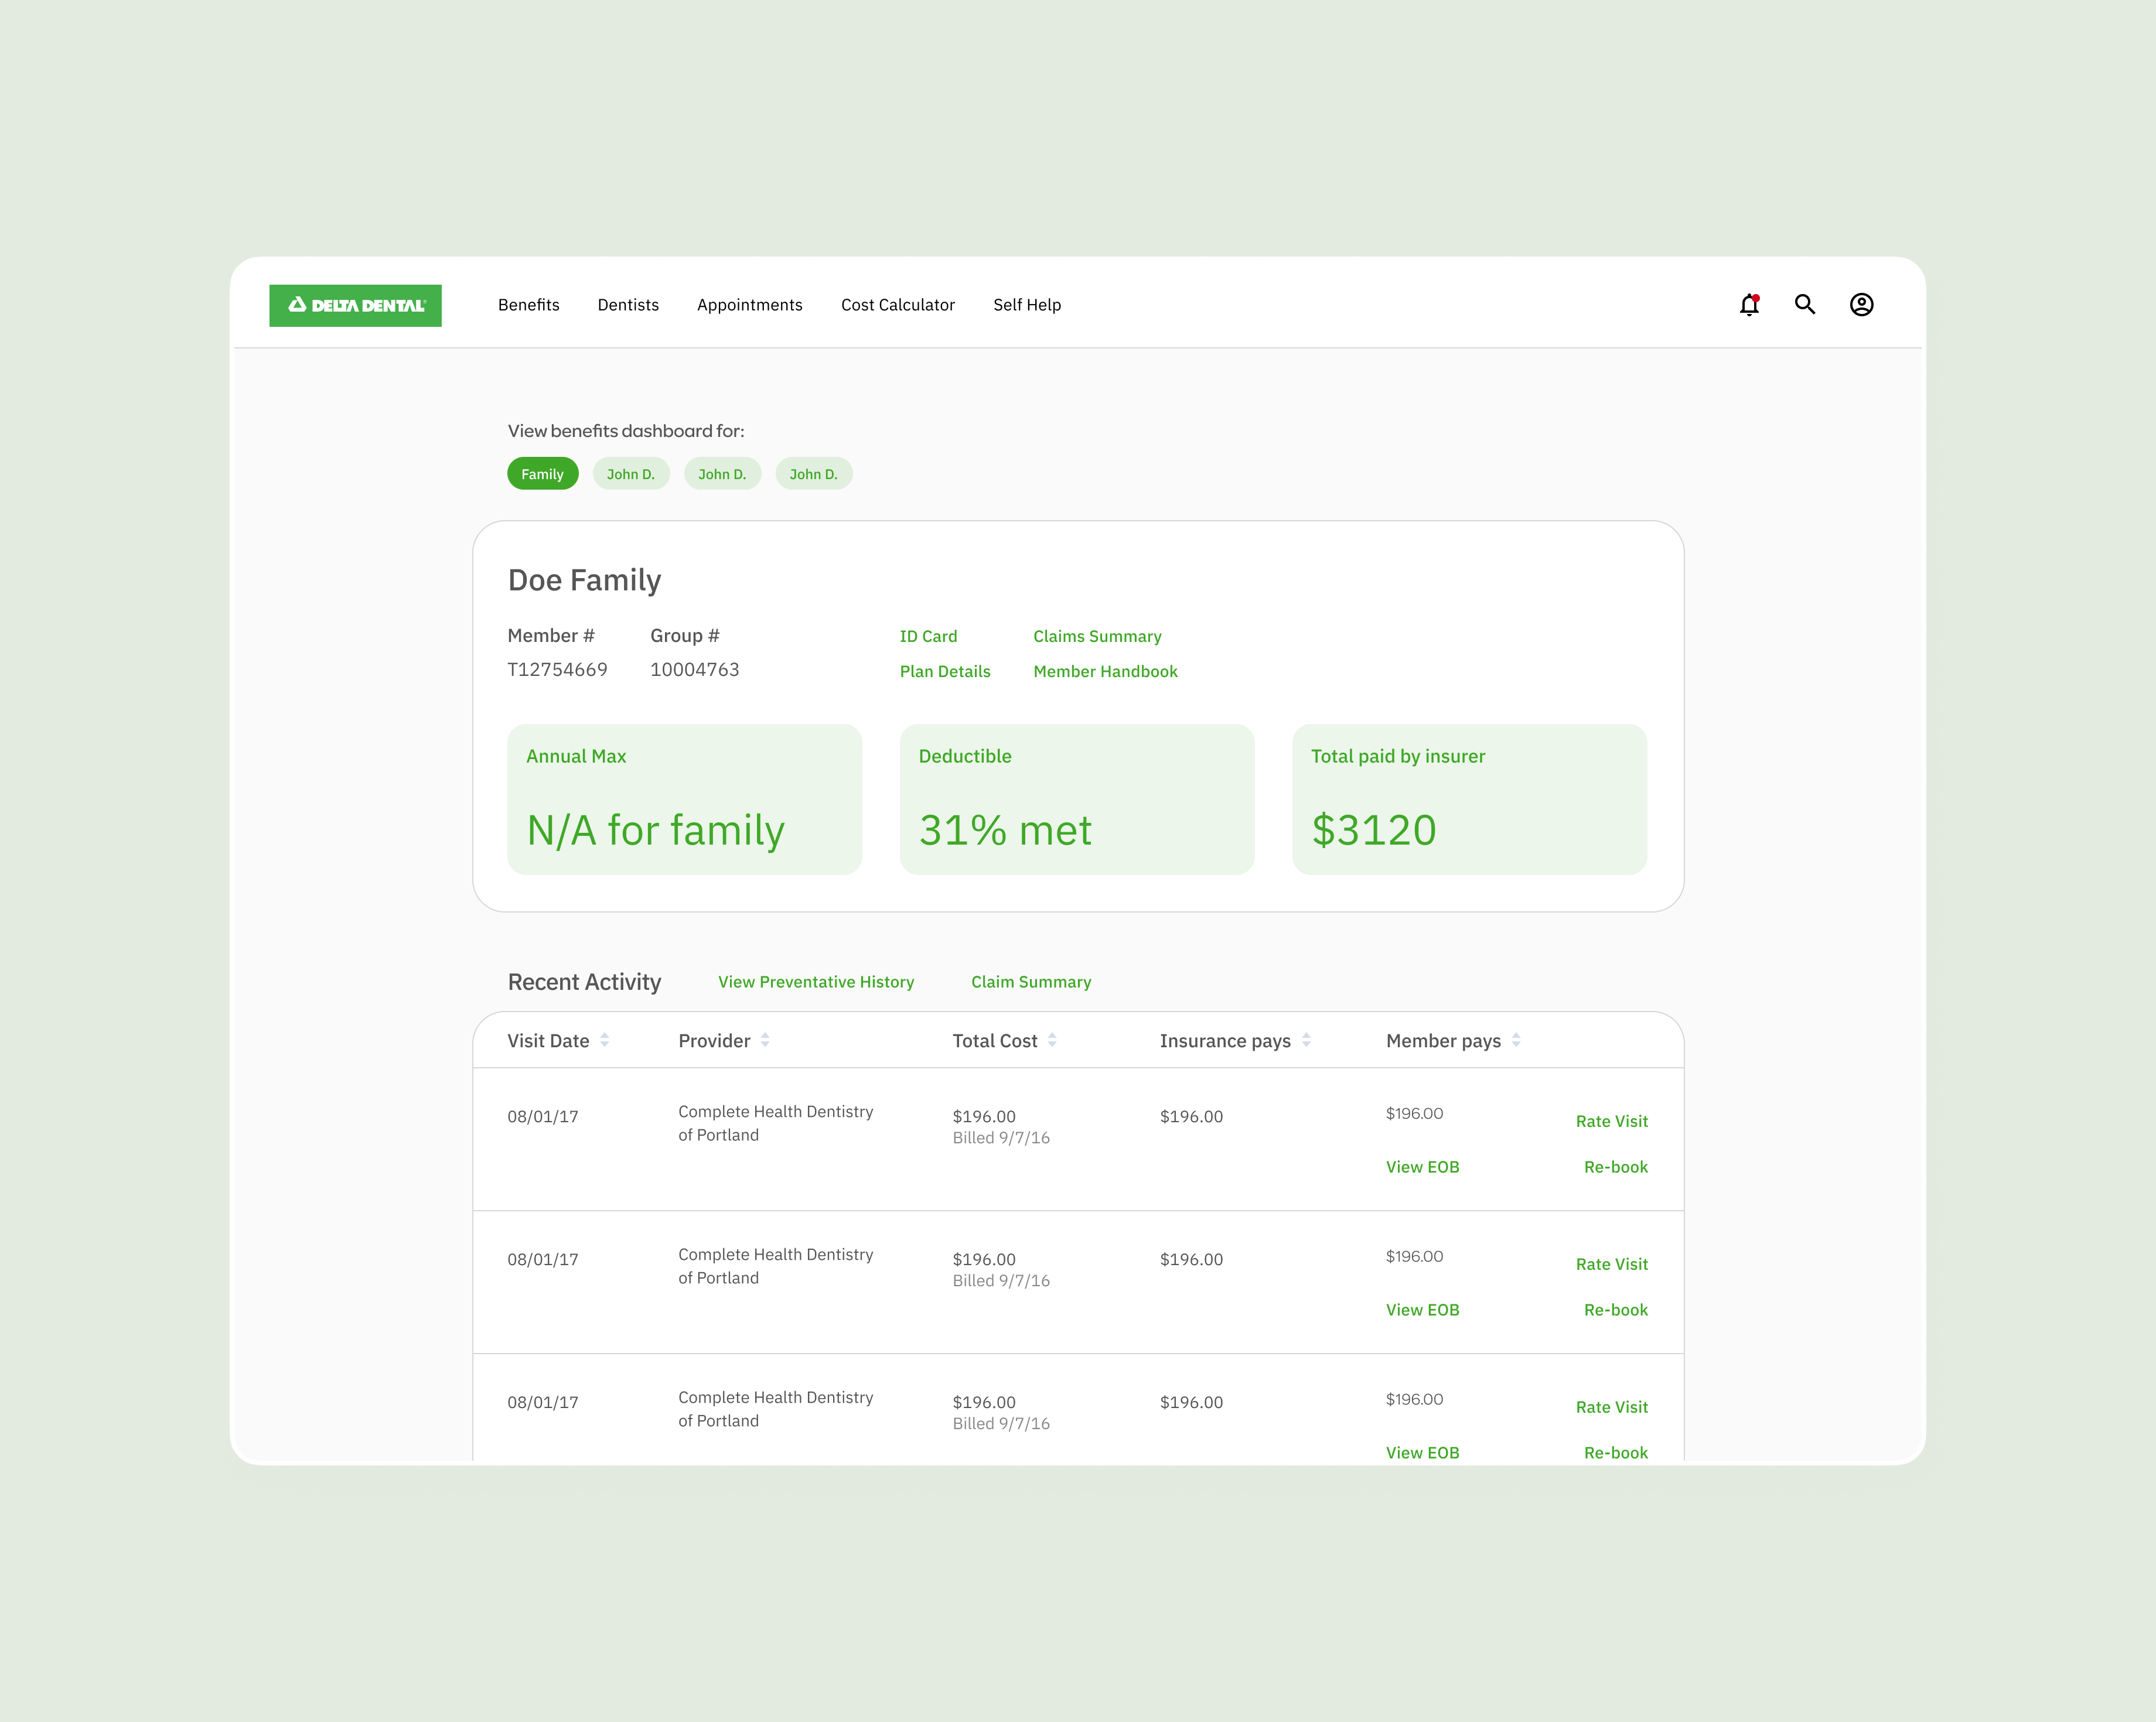 DELTA DENTAL
Benefits Dentists Appointments Cost Calculator Self Help
View benefits dashboard for:
Family John D. John D. John D.
Doe Family
Member # Group # ID Card Claims Summary
T12754669 10004763 Plan Details Member Handbook
Annual Max Deductible Total paid by insurer
N/A for family 31% met $3120
Recent Activity View Preventative History Claim Summary
Visit Date Provider Total Cost Insurance pays Member pays
08/01/17 Complete Health Dentistry $196.00 $196.00 $196.00 Rate Visit
of Portland Billed 9/7/16
View EOB Re-book
08/01/17 Complete Health Dentistry $196.00 $196.00 $196.00 Rate Visit
of Portland Billed 9/7/16
View EOB Re-book
08/01/17 Complete Health Dentistry $196.00 $196.00 $196.00 Rate Visit
of Portland Billed 9/7/16
View EOB Re-book